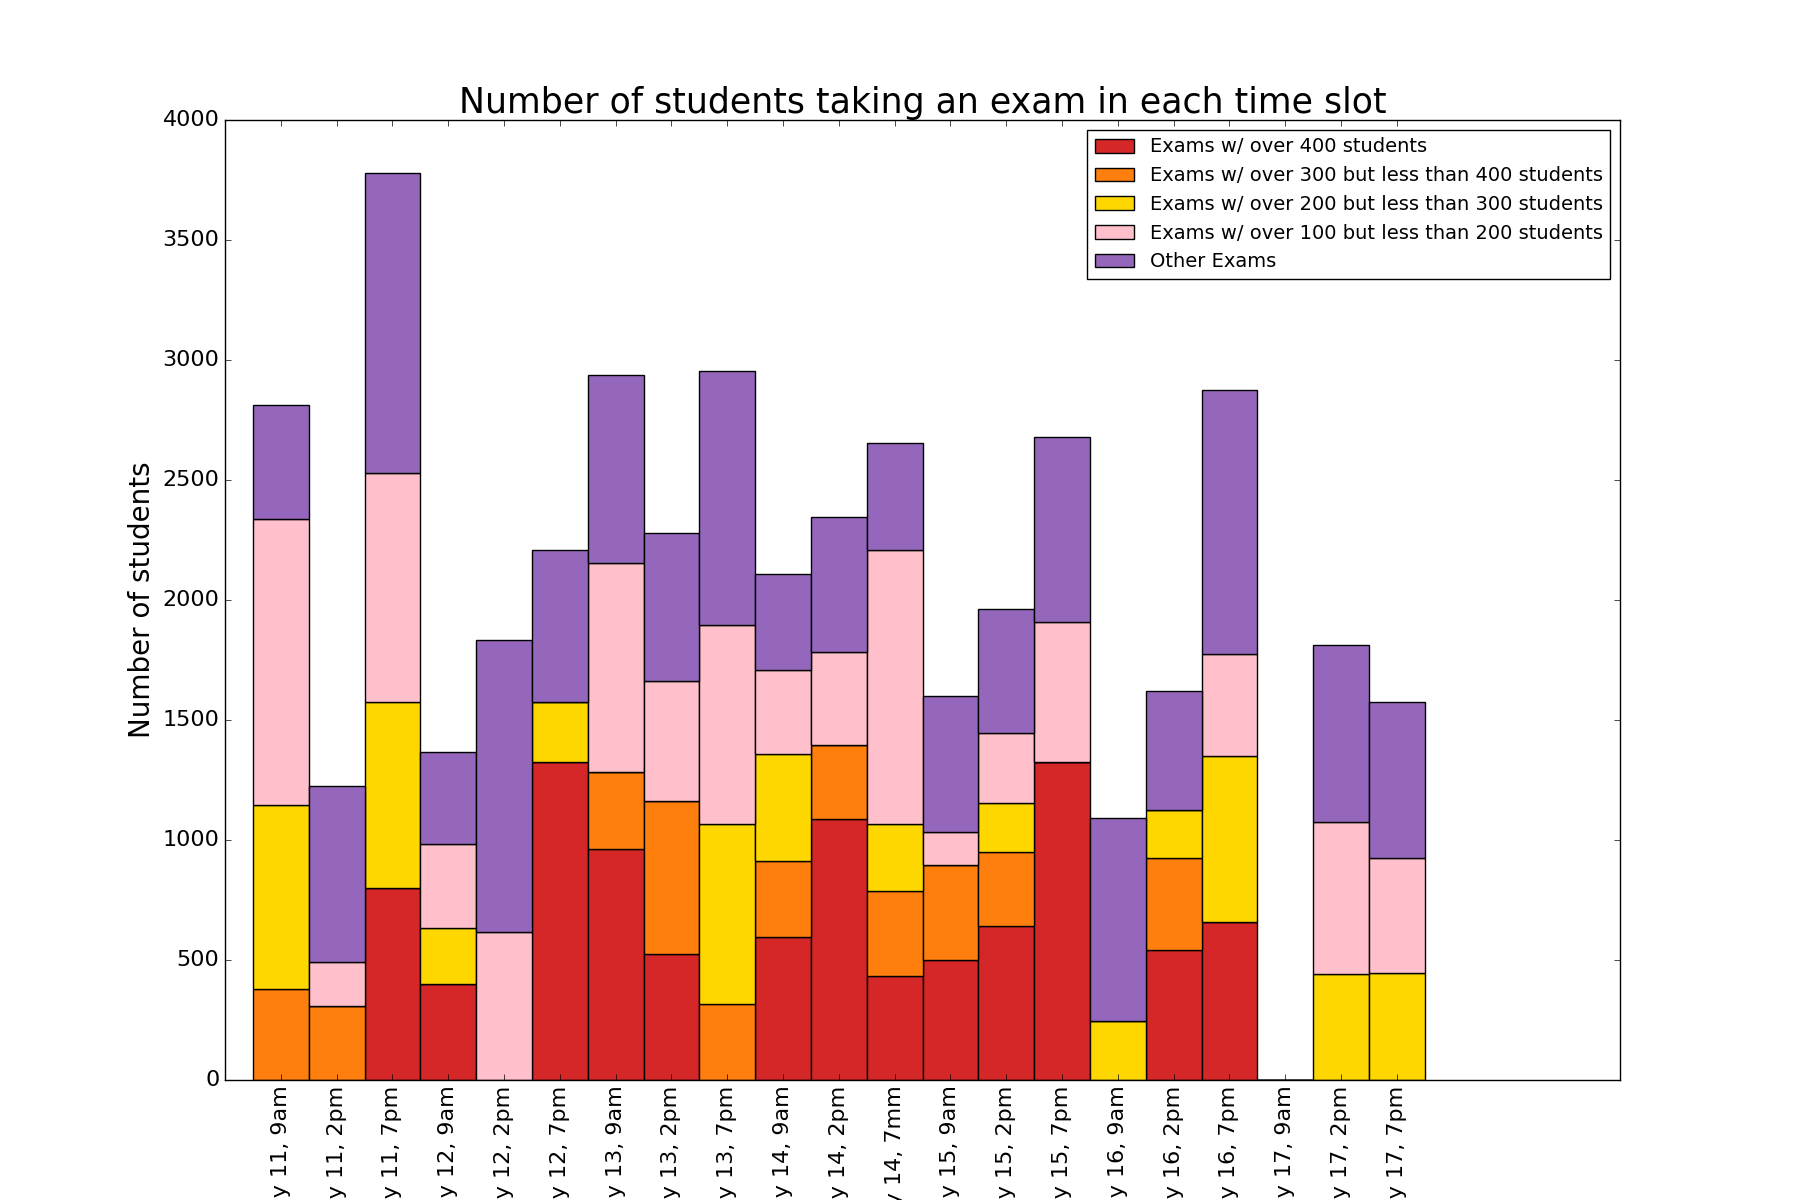 Number of students taking an exam in each time slot
4000
3500
3000
2500
2000
1500
1000
500
0
Number of students
Exams w/ over 400 students
Exams w/ over 300 but less than 400 students
Exams w/ over 200 but less than 300 students
Exams w/ over 100 but less than 200 students
Other Exams
y 11, 9am
y 11, 2pm
y 11, 7pm
y 12, 9am
y 12, 2pm
y 12, 7pm
y 13, 9am
y 13, 2pm
y 13, 7pm
y 14, 9am
y 14, 2pm
y 14, 7mm
y 15, 9am
y 15, 2pm
y 15, 7pm
y 16, 9am
y 16, 2pm
y 16, 7pm
y 17, 9am
y 17, 2pm
y 17, 7pm